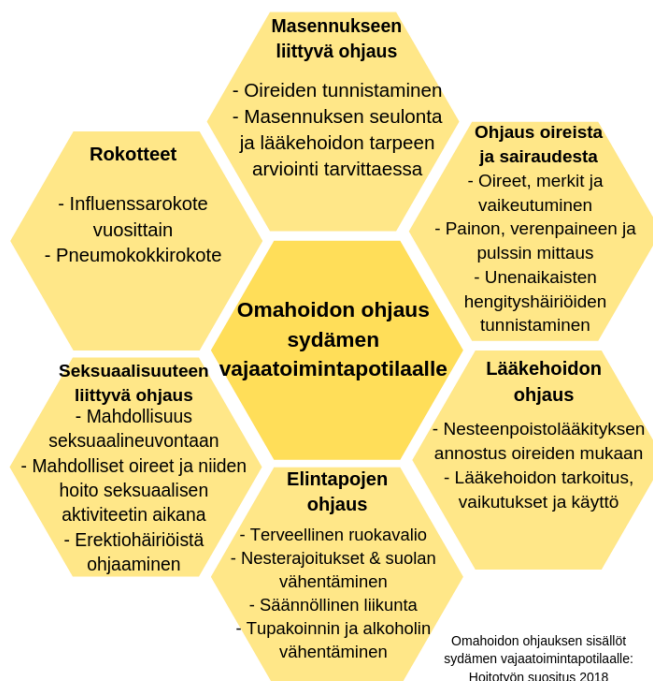 Masennukseen
liittyvä ohjaus
- Oireiden tunnistaminen
- Masennuksen seulonta
ja lääkehoidon tarpeen
arviointi tarvittaessa
Ohjaus oireista
ja sairaudesta
- Oireet, merkit ja
vaikeutuminen
- Painon, verenpaineen ja
pulssin mittaus
- Unenaikaisten
hengityshäiriöiden
tunnistaminen
Rokotteet
- Influenssarokote
vuosittain
- Pneumokokkirokote
Omahoidon ohjaus
sydämen
vajaatoimintapotilaalle
Lääkehoidon
ohjaus
- Nesteenpoistolääkityksen
annostus oireiden mukaan
- Lääkehoidon tarkoitus,
vaikutukset ja käyttö
Seksuaalisuuteen
liittyvä ohjaus
- Mahdollisuus
seksuaalineuvontaan
- Mahdolliset oireet ja niiden
hoito seksuaalisen
aktiviteetin aikana
- Erektiohäiriöistä
ohjaaminen
Elintapojen
ohjaus
- Terveellinen ruokavalio
- Nesterajoitukset & suolan
vähentäminen
- Säännöllinen liikunta
- Tupakoinnin ja alkoholin
vähentäminen
Omahoidon ohjauksen sisällöt
sydämen vajaatoimintapotilaalle:
Hoitotyön suositus 2018